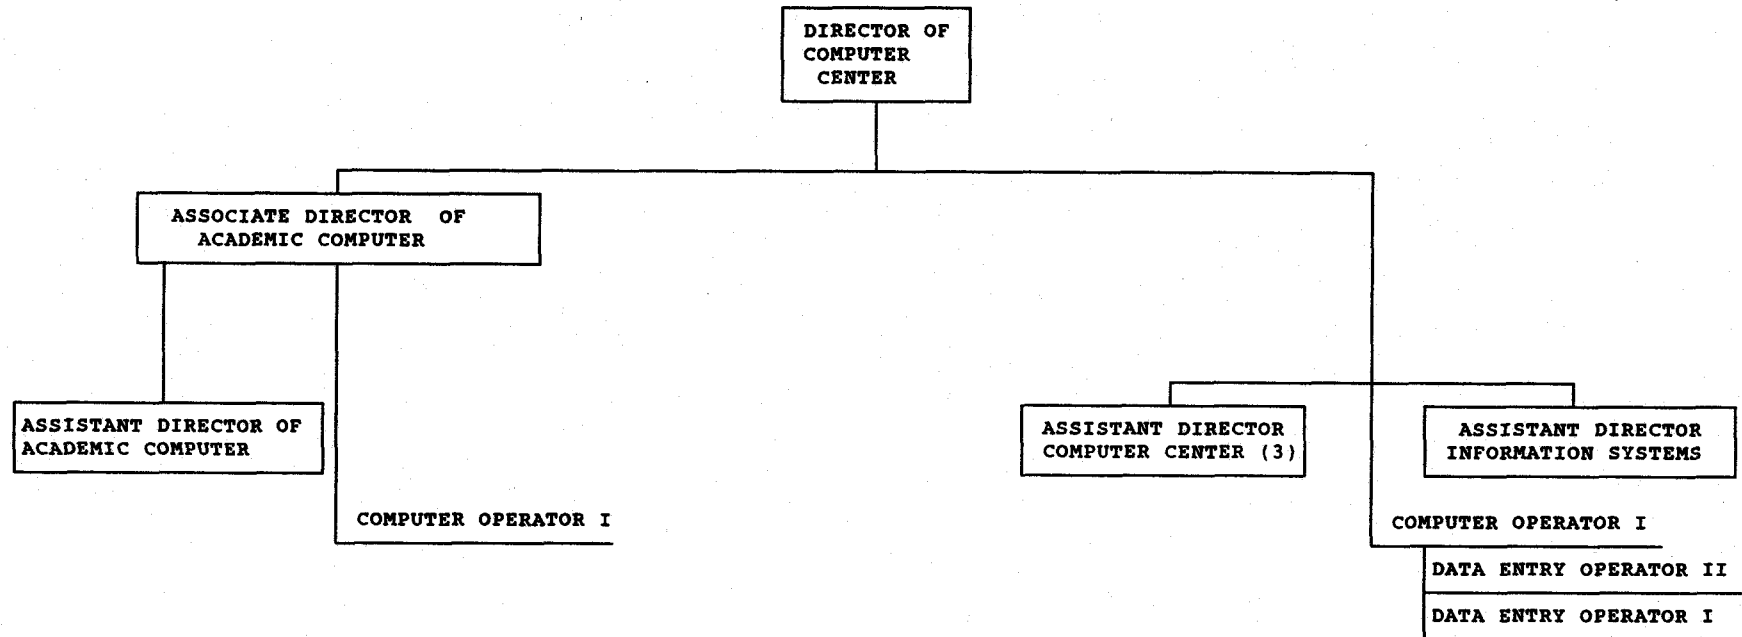 DIRECTOR OF
COMPUTER
CENTER
ASSOCIATE DIRECTOR OF
ACADEMIC COMPUTER
ASSISTANT DIRECTOR OF
ACADEMIC COMPUTER
COMPUTER OPERATOR I
ASSISTANT DIRECTOR
COMPUTER CENTER (3)
ASSISTANT DIRECTOR
INFORMATION SYSTEMS
COMPUTER OPERATOR I
DATA ENTRY OPERATOR II
DATA ENTRY OPERATOR I